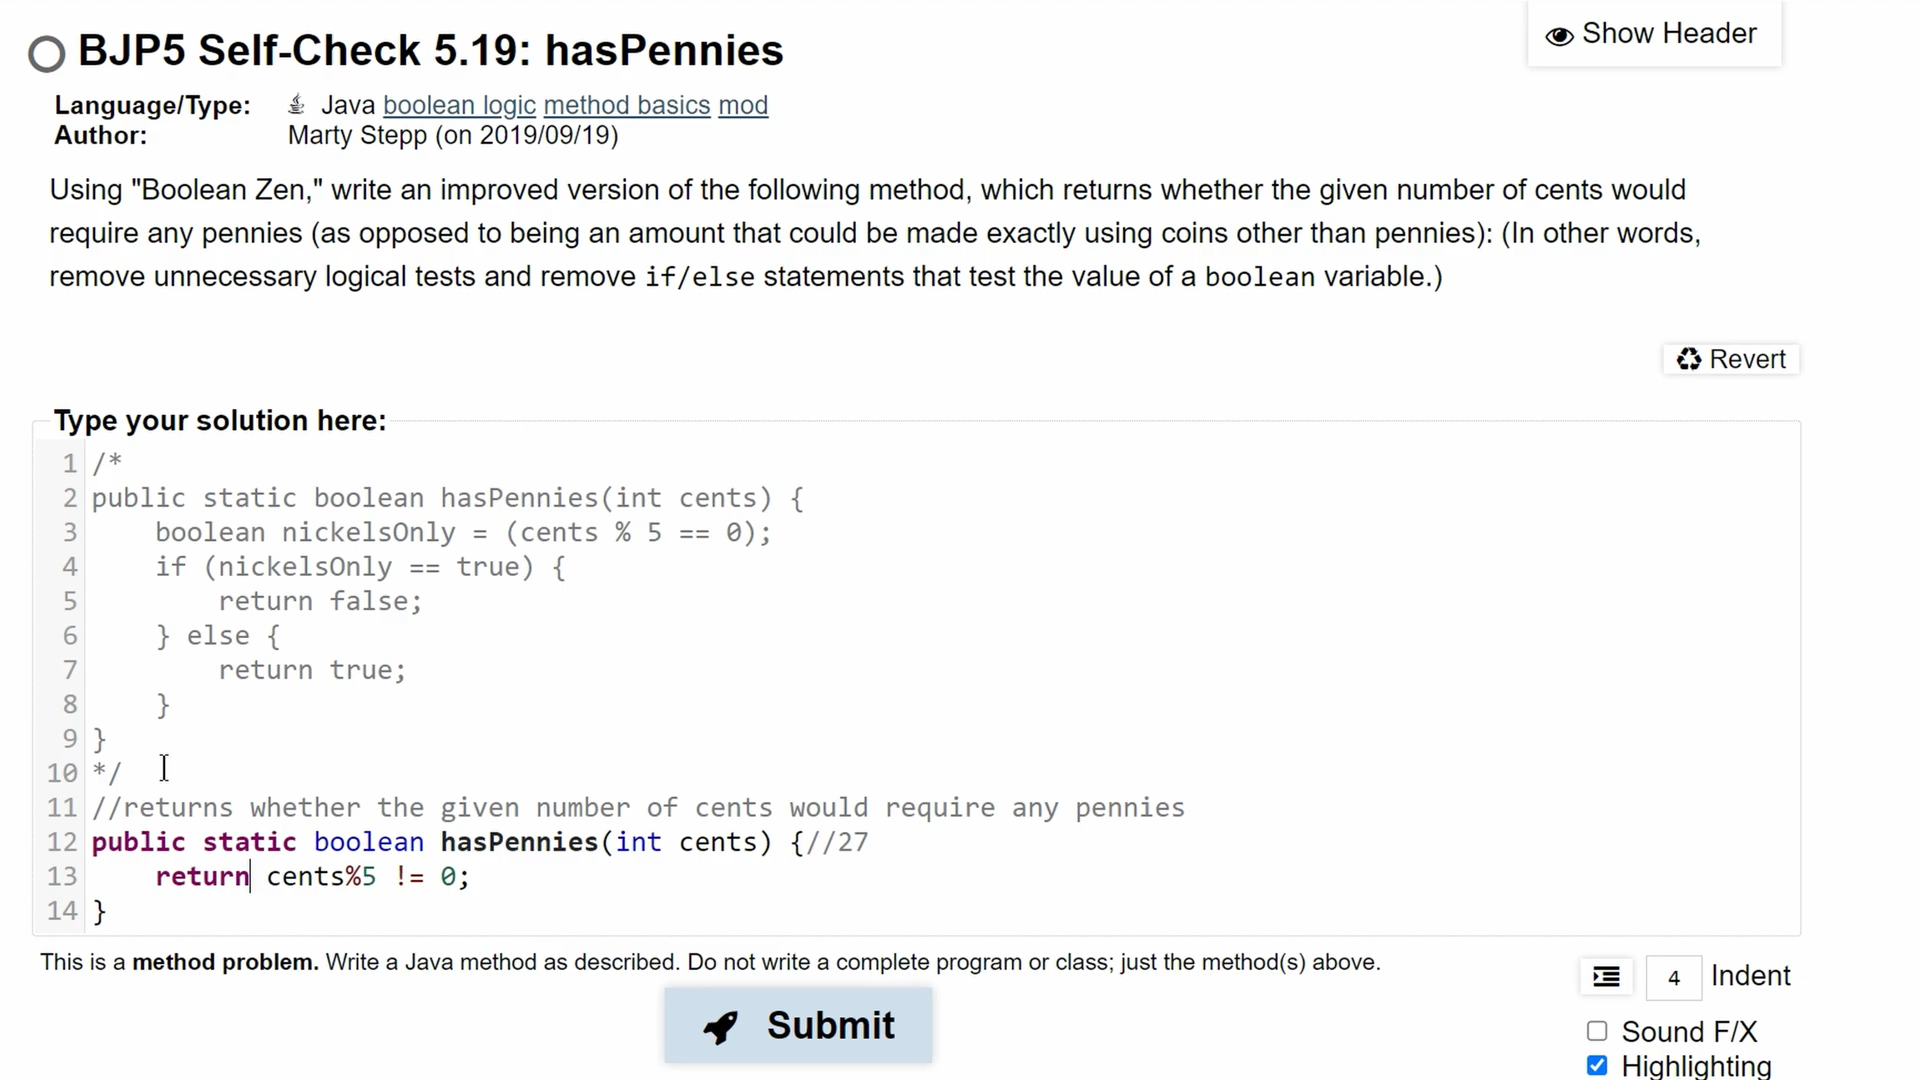 Show Header
BJP5 Self-Check 5.19: hasPennies
Language/Type: Java boolean logic method basics mod
Author: Marty Stepp (on 2019/09/19)
Using "Boolean Zen," write an improved version of the following method, which returns whether the given number of cents would
require any pennies (as opposed to being an amount that could be made exactly using coins other than pennies): (In other words,
remove unnecessary logical tests and remove if/else statements that test the value of a boolean variable.)
Revert
Type your solution here:
1 /*
2 public static boolean hasPennies(int cents) {
3     boolean nickelsOnly = (cents % 5 == 0);
4     if (nickelsOnly == true) {
5         return false;
6     } else {
7         return true;
8     }
9 }
10 */
11 //returns whether the given number of cents would require any pennies
12 public static boolean hasPennies(int cents) {//27
13     return cents%5 != 0;
14 }
This is a method problem. Write a Java method as described. Do not write a complete program or class; just the method(s) above.
4 Indent
Submit
Sound F/X
Highlighting